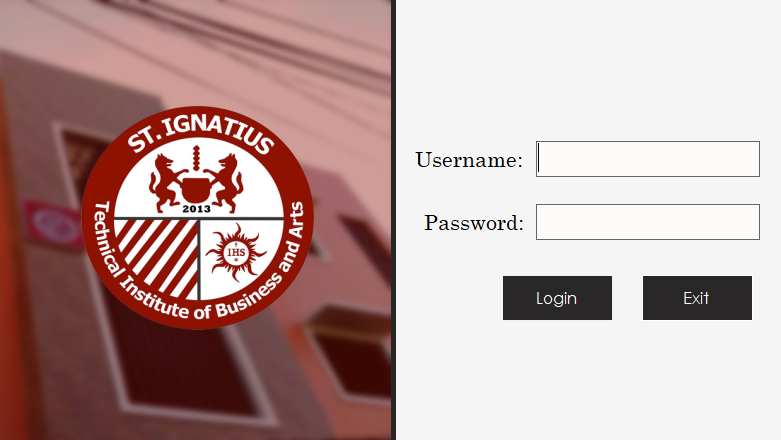 ST. IGNATIUS
2013
IHS
Technical Institute of Business and Arts
Username:
Password:
Login
Exit